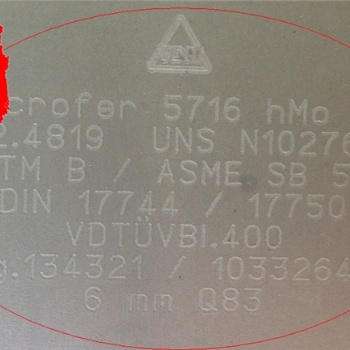 VDM
crofer 5716 hMo
2.4819 UNS N10276
TM B / ASME SB 5
DIN 17744 / 17750
VDTÜVBl.400
g.134321 / 1033264
6 mm Q83